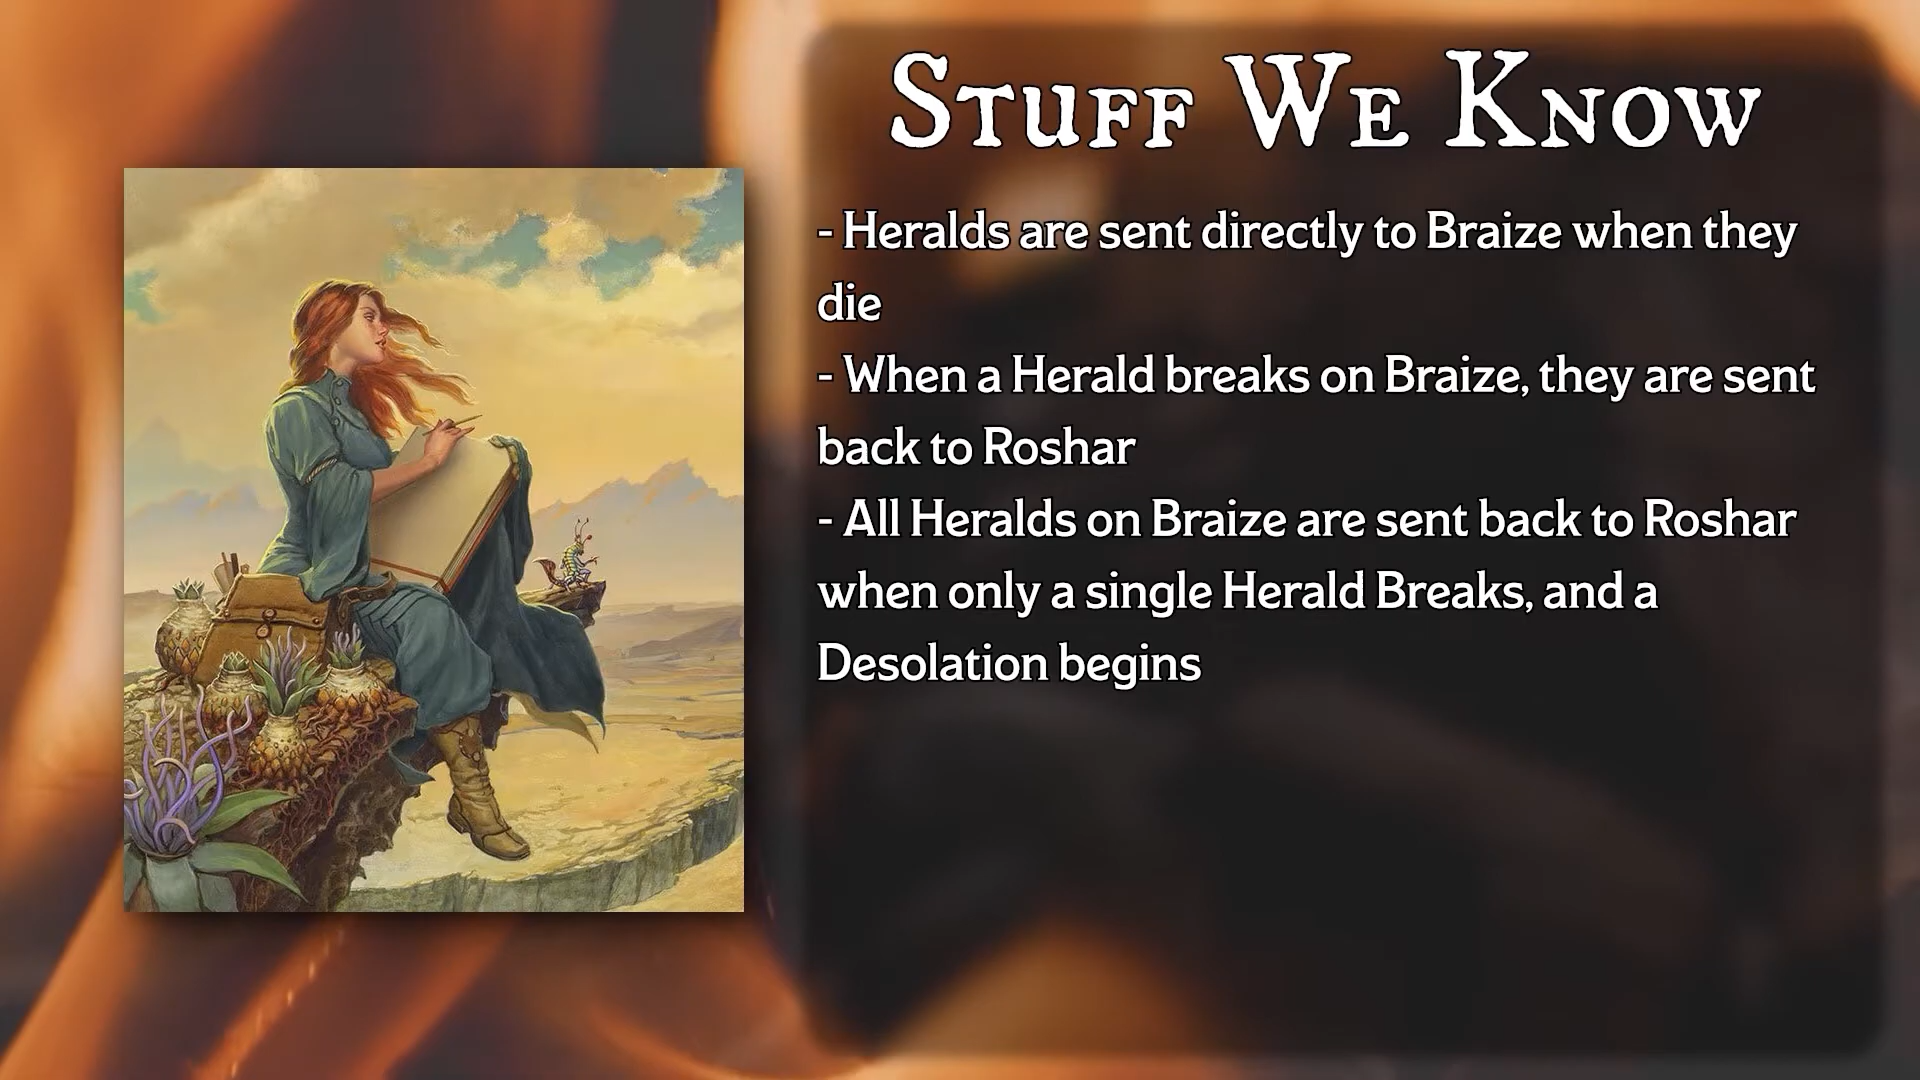 Stuff We Know
- Heralds are sent directly to Braize when they
die
- When a Herald breaks on Braize, they are sent
back to Roshar
- All Heralds on Braize are sent back to Roshar
when only a single Herald Breaks, and a
Desolation begins